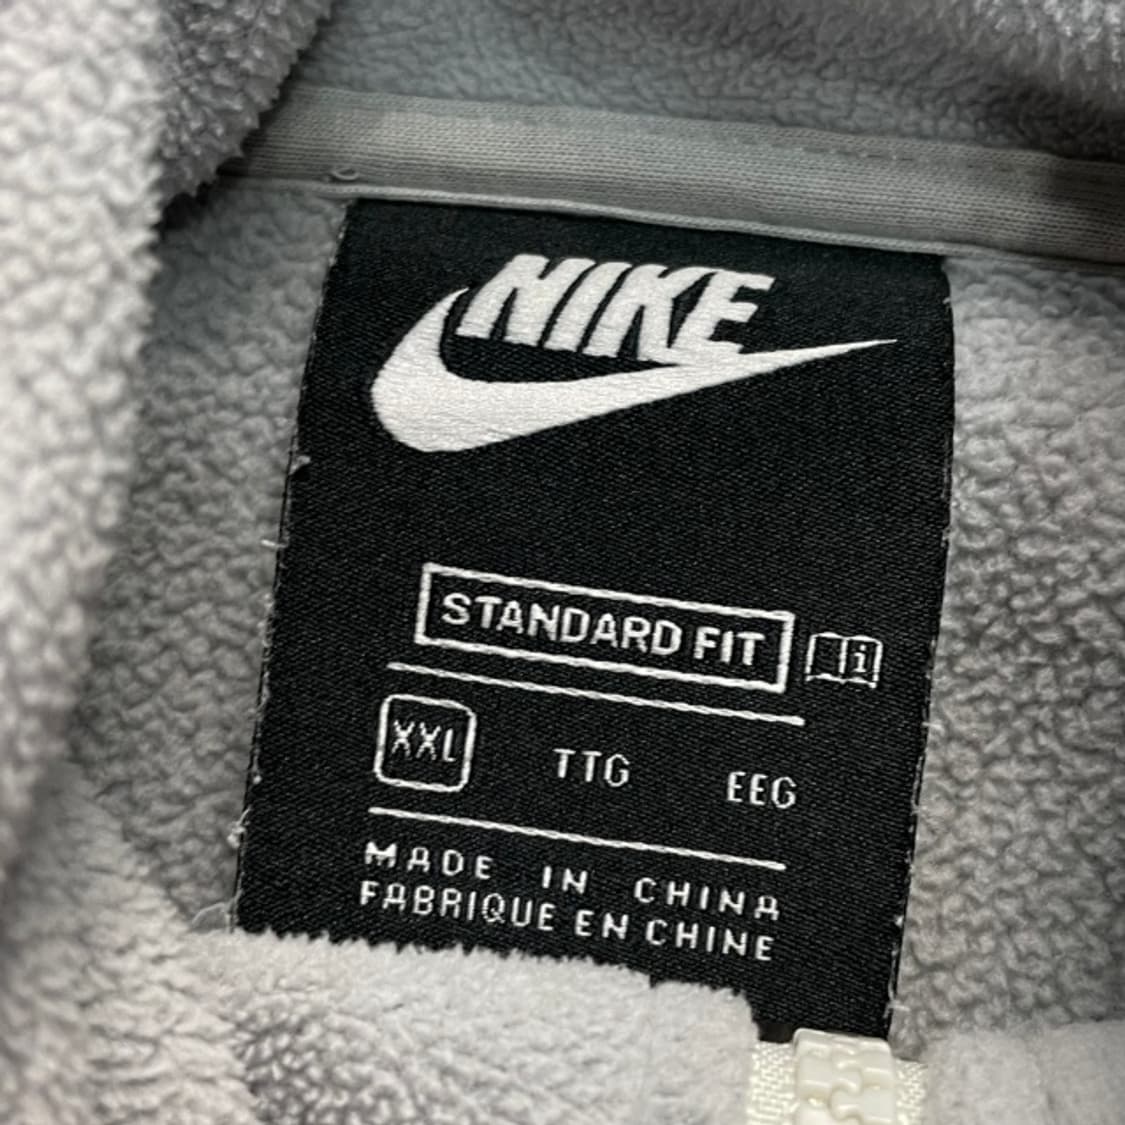 NIKE
STANDARD FIT
XXL TTG EEG
MADE IN CHINA
FABRIQUE EN CHINE